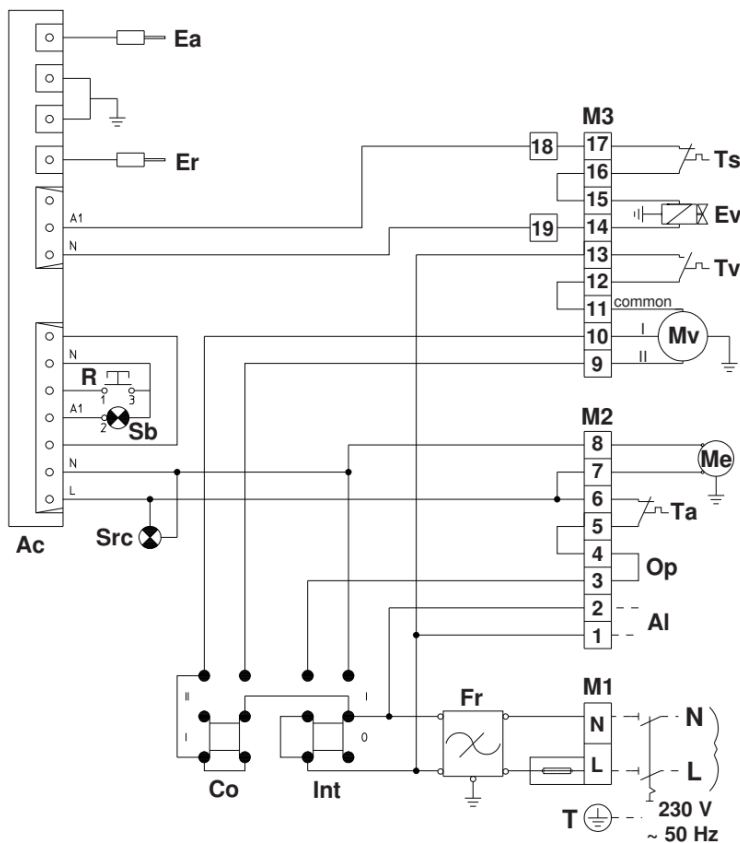 Ea
Er
A1
N
N
R
1 3
A1
2
Sb
N
L
Src
Ac
M3
18
17
16
Ts
15
19
14
Ev
13
12
Tv
11
common
10
I
Mv
9
II
M2
8
7
Me
6
5
Ta
4
3
Op
2
1
Al
II
I
I
0
Co
Int
Fr
M1
N
N
L
L
T
230 V
~ 50 Hz